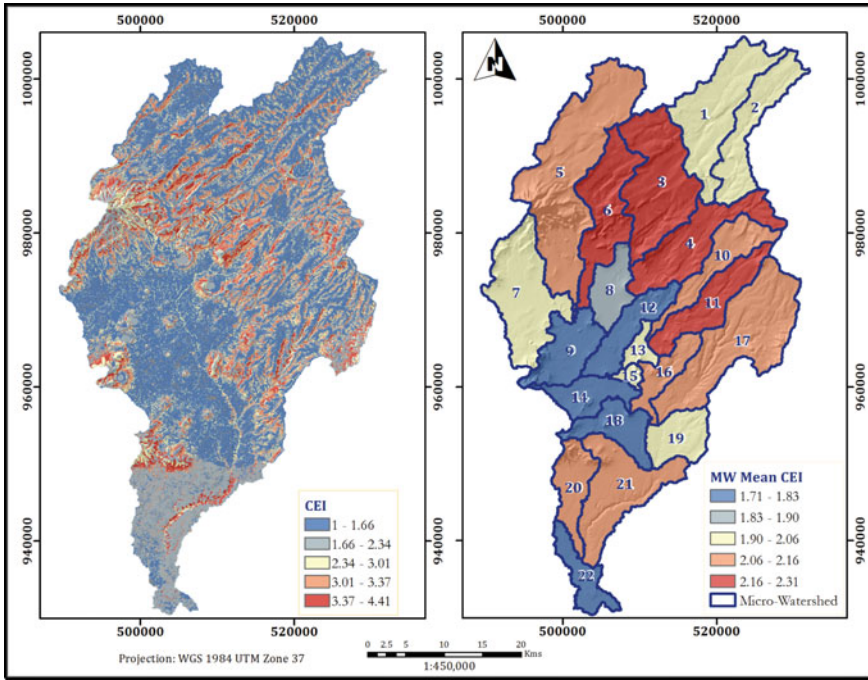 500000
520000
500000
520000
1000000
980000
960000
940000
1000000
980000
960000
940000
N
1
2
5
3
6
4
10
7
8
12
11
17
9
13
15
16
14
18
19
20
21
22
CEI
1 - 1.66
1.66 - 2.34
2.34 - 3.01
3.01 - 3.37
3.37 - 4.41
MW Mean CEI
1.71 - 1.83
1.83 - 1.90
1.90 - 2.06
2.06 - 2.16
2.16 - 2.31
Micro-Watershed
500000
520000
500000
520000
Projection: WGS 1984 UTM Zone 37
0 2.5 5 10 15 20
Kms
1:450,000